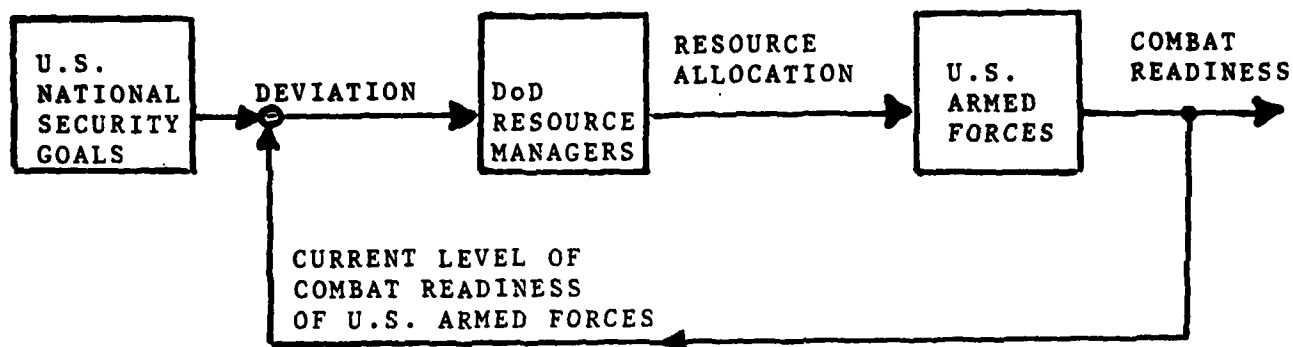 U.S.
NATIONAL
SECURITY
GOALS
DEVIATION
DoD
RESOURCE
MANAGERS
RESOURCE
ALLOCATION
U.S.
ARMED
FORCES
COMBAT
READINESS
CURRENT LEVEL OF
COMBAT READINESS
OF U.S. ARMED FORCES